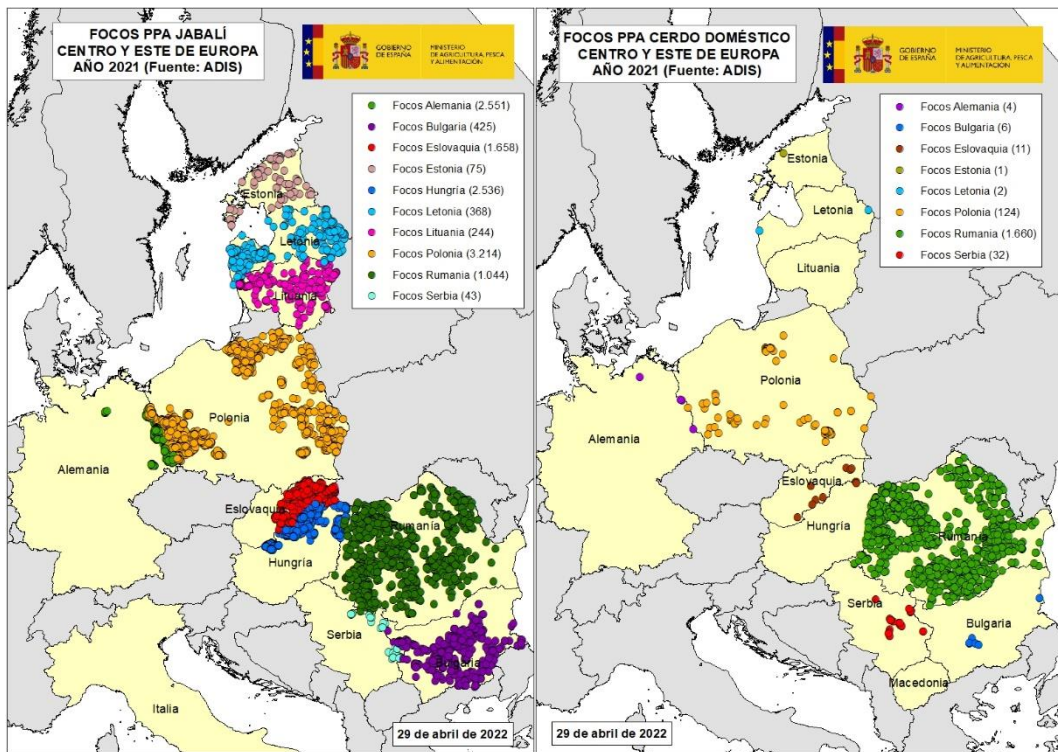 FOCOS PPA JABALÍ
CENTRO Y ESTE DE EUROPA
AÑO 2021 (Fuente: ADIS)
GOBIERNO
DE ESPAÑA
MINISTERIO
DE AGRICULTURA, PESCA
Y ALIMENTACIÓN
Focos Alemania (2.551)
Focos Bulgaria (425)
Focos Eslovaquia (1.658)
Focos Estonia (75)
Focos Hungría (2.536)
Focos Letonia (368)
Focos Lituania (244)
Focos Polonia (3.214)
Focos Rumania (1.044)
Focos Serbia (43)
Estonia
Letonia
Lituania
Polonia
Alemania
Eslovaquia
Rumanía
Hungría
Serbia
Bulgaria
Italia
29 de abril de 2022
FOCOS PPA CERDO DOMÉSTICO
CENTRO Y ESTE DE EUROPA
AÑO 2021 (Fuente: ADIS)
GOBIERNO
DE ESPAÑA
MINISTERIO
DE AGRICULTURA, PESCA
Y ALIMENTACIÓN
Focos Alemania (4)
Focos Bulgaria (6)
Focos Eslovaquia (11)
Focos Estonia (1)
Focos Letonia (2)
Focos Polonia (124)
Focos Rumania (1.660)
Focos Serbia (32)
Estonia
Letonia
Lituania
Polonia
Alemania
Eslovaquia
Hungría
Rumanía
Serbia
Bulgaria
Macedonia
29 de abril de 2022